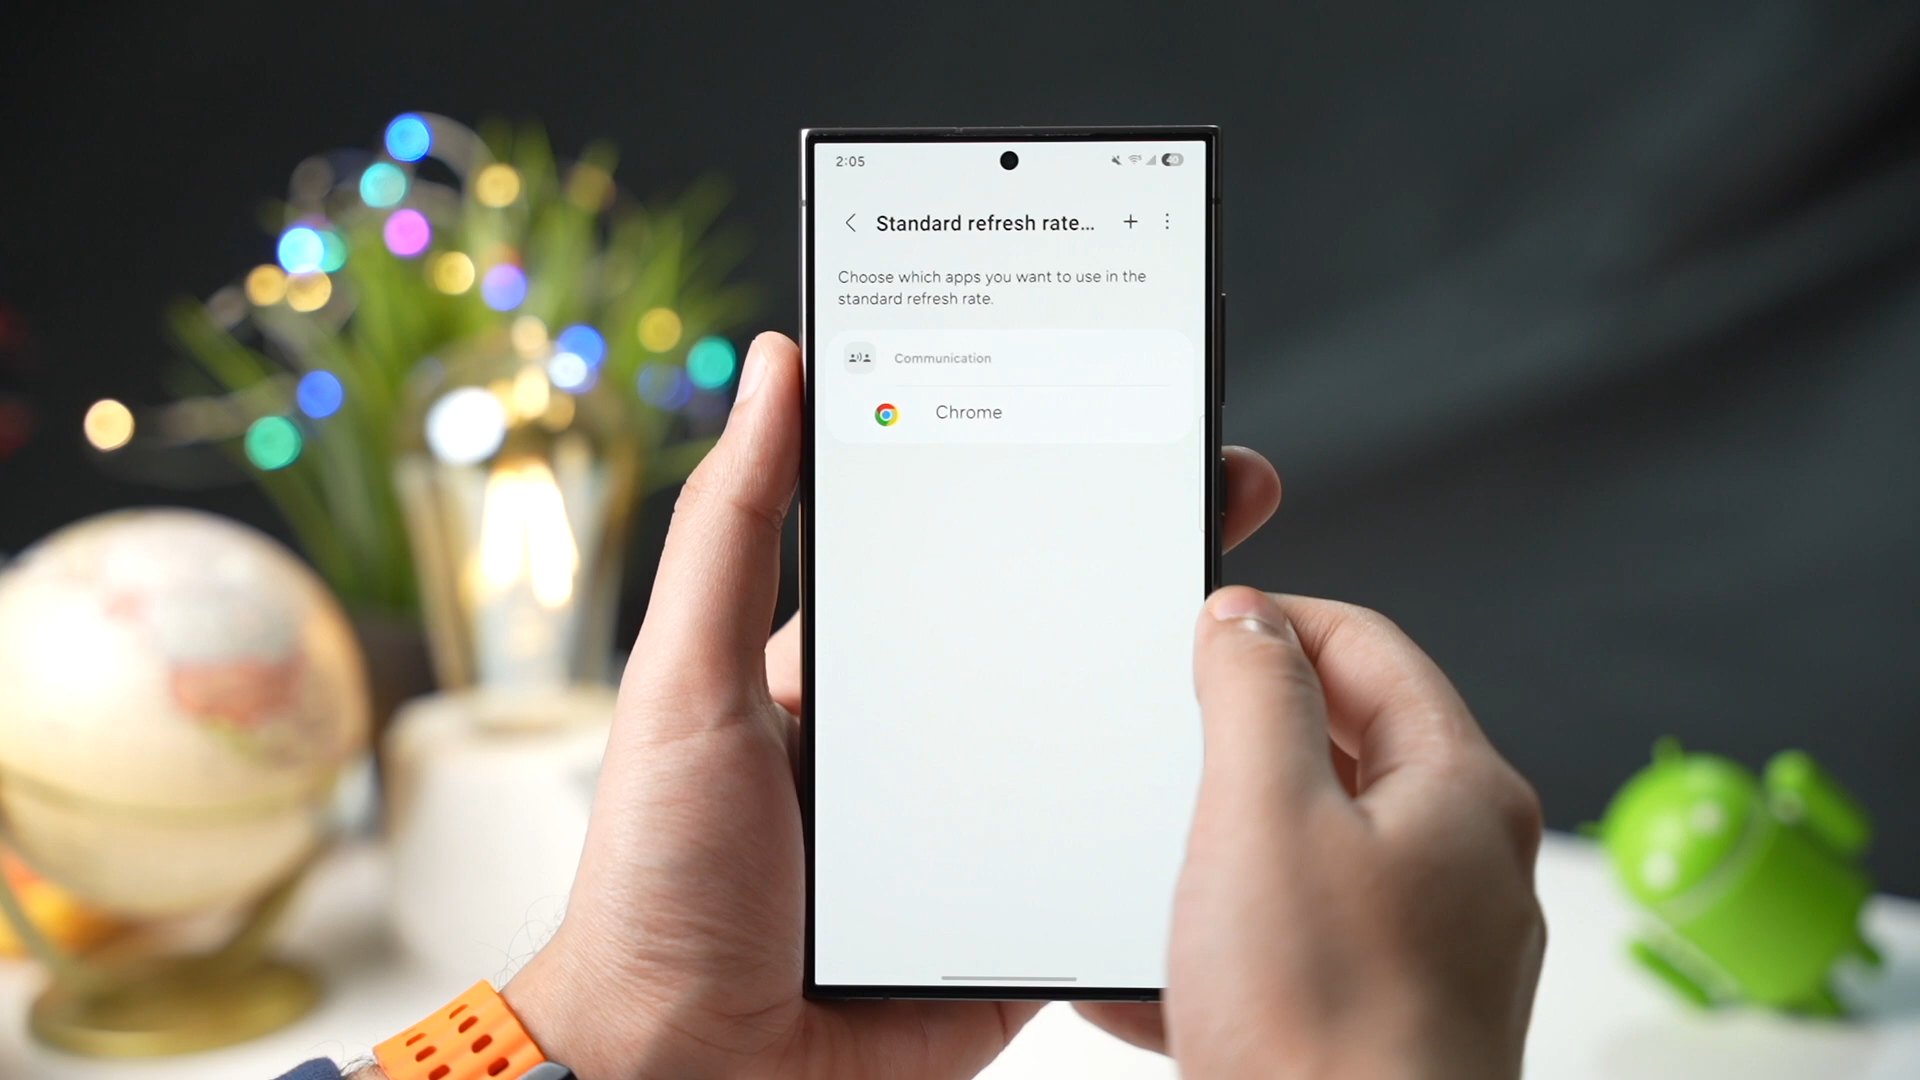 2:05
40
Standard refresh rate...
Choose which apps you want to use in the
standard refresh rate.
Communication
Chrome